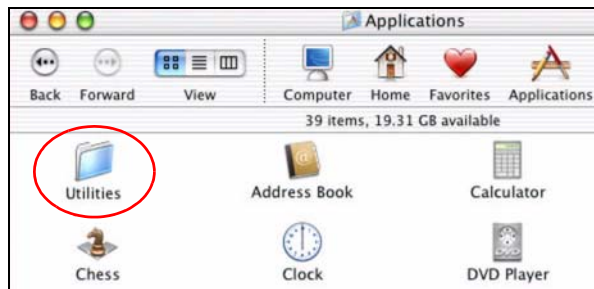 Applications
Back Forward View Computer Home Favorites Applications
39 items, 19.31 GB available
Utilities Address Book Calculator
Chess Clock DVD Player